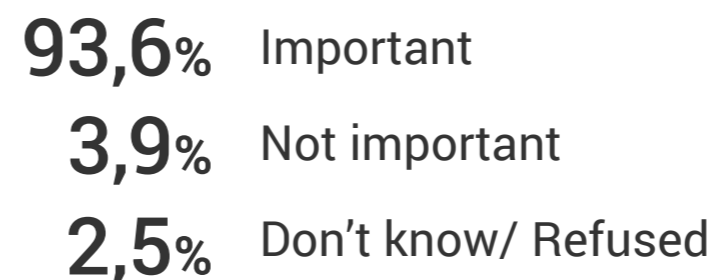 93,6% Important
3,9% Not important
2,5% Don’t know/ Refused